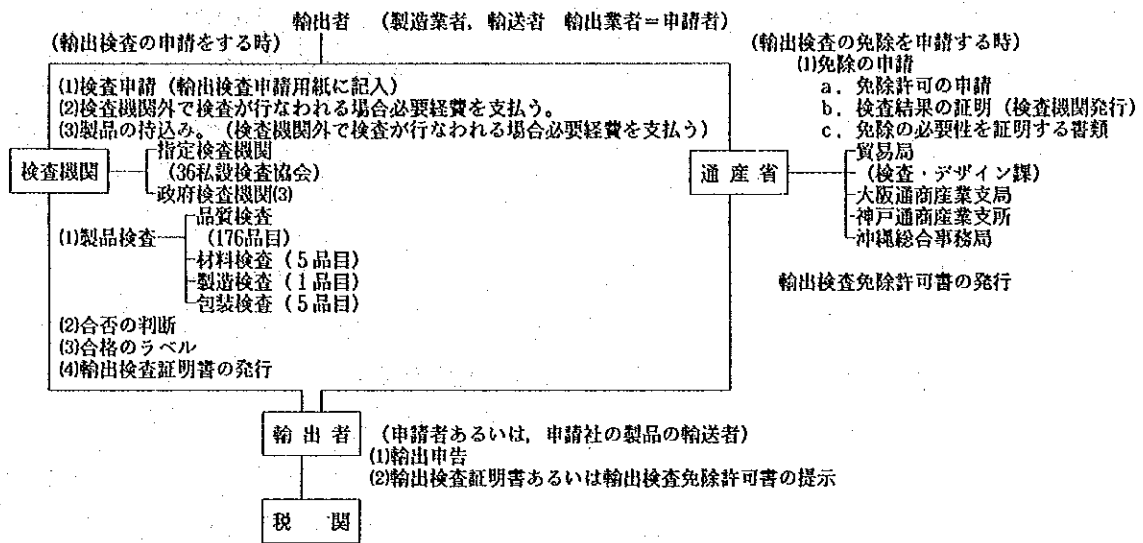 輸出者 (製造業者, 輸送者 輸出業者=申請者)
(輸出検査の申請をする時)
(1)検査申請 (輸出検査申請用紙に記入)
(2)検査機関外で検査が行なわれる場合必要経費を支払う。
(3)製品の持込み。(検査機関外で検査が行なわれる場合必要経費を支払う)
検査機関
指定検査機関
(36私設検査協会)
政府検査機関(3)
(1)製品検査
品質検査
(176品目)
材料検査 (5品目)
製造検査 (1品目)
包装検査 (5品目)
(2)合否の判断
(3)合格のラベル
(4)輸出検査証明書の発行
(輸出検査の免除を申請する時)
(1)免除の申請
a. 免除許可の申請
b. 検査結果の証明 (検査機関発行)
c. 免除の必要性を証明する書類
通産省
貿易局
(検査・デザイン課)
大阪通商産業支局
神戸通商産業支所
沖縄総合事務局
輸出検査免除許可書の発行
輸出者 (申請者あるいは, 申請社の製品の輸送者)
(1)輸出申告
(2)輸出検査証明書あるいは輸出検査免除許可書の提示
税関